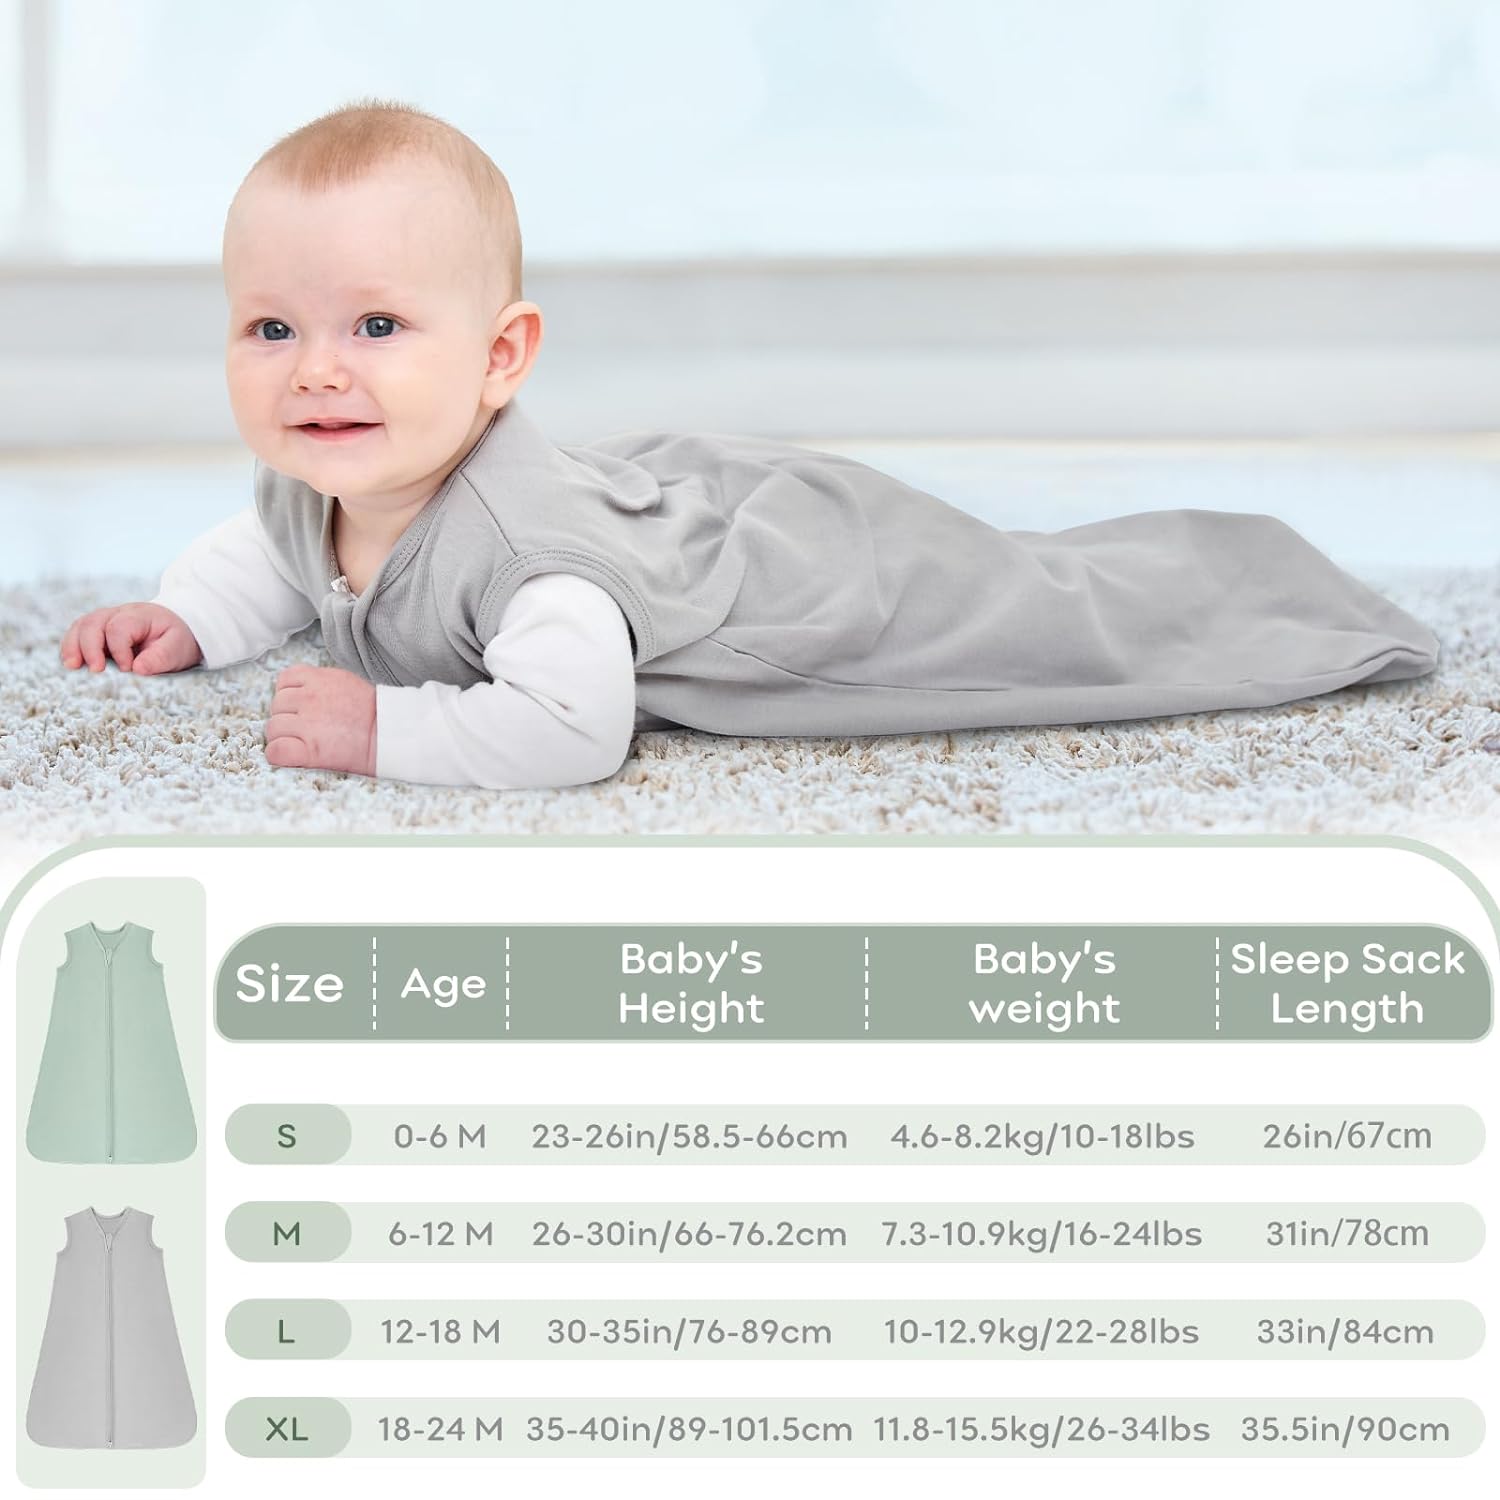 Size Age Baby's Height Baby's weight Sleep Sack Length
S 0-6 M 23-26in/58.5-66cm 4.6-8.2kg/10-18lbs 26in/67cm
M 6-12 M 26-30in/66-76.2cm 7.3-10.9kg/16-24lbs 31in/78cm
L 12-18 M 30-35in/76-89cm 10-12.9kg/22-28lbs 33in/84cm
XL 18-24 M 35-40in/89-101.5cm 11.8-15.5kg/26-34lbs 35.5in/90cm